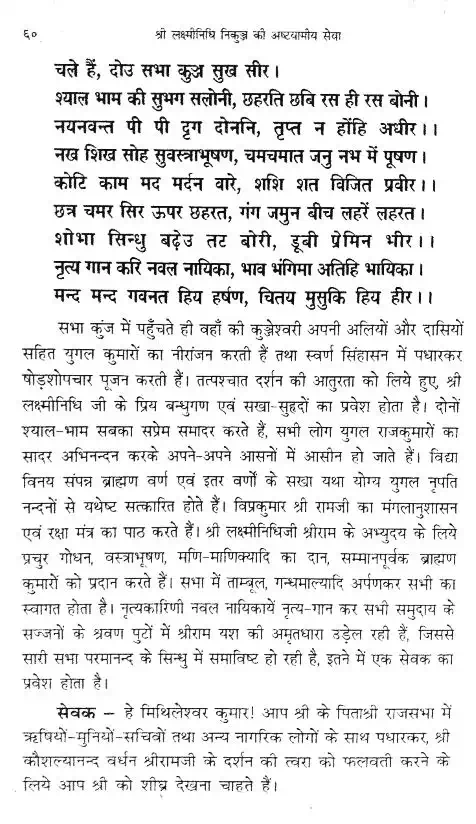 ६०
श्री लक्ष्मीनिधि निकुञ्ज की अष्टयामीय सेवा
चले हैं, दोउ सभा कुञ्ज सुख सीर।
श्याल भाम की सुभग सलोनी, छहरति छबि रस ही रस बोनी।
नयनवन्त पी पी दृग दोननि, तृप्त न होंहि अधीर।।
नख शिख सोह सुवस्त्राभूषण, चमचमात जनु नभ में पूषण।
कोटि काम मद मर्दन वारे, शशि शत विजित प्रवीर।।
छत्र चमर सिर ऊपर छहरत, गंग जमुन बीच लहरें लहरत।
शोभा सिन्धु बढ़ेउ तट बोरी, डूबी प्रेमिन भीर।।
नृत्य गान करि नवल नायिका, भाव भंगिमा अतिहि भायिका।
मन्द मन्द गवनत हिय हर्षण, चितय मुसुकि हिय हीर।।
सभा कुंज में पहुँचते ही वहाँ की कुञ्जेश्वरी अपनी अलियों और दासियों
सहित युगल कुमारों का नीरांजन करती हैं तथा स्वर्ण सिंहासन में पधारकर
षोड़शोपचार पूजन करती हैं। तत्पश्चात दर्शन की आतुरता को लिये हुए, श्री
लक्ष्मीनिधि जी के प्रिय बन्धुगण एवं सखा-सुहृदों का प्रवेश होता है। दोनों
श्याल-भाम सबका सप्रेम समादर करते हैं, सभी लोग युगल राजकुमारों का
सादर अभिनन्दन करके अपने-अपने आसनों में आसीन हो जाते हैं। विद्या
विनय संपन्न ब्राह्मण वर्ण एवं इतर वर्णों के सखा यथा योग्य युगल नृपति
नन्दनों से यथेष्ट सत्कारित होते हैं। विप्रकुमार श्री रामजी का मंगलानुशासन
एवं रक्षा मंत्र का पाठ करते हैं। श्री लक्ष्मीनिधिजी श्रीराम के अभ्युदय के लिये
प्रचुर गोधन, वस्त्राभूषण, मणि-माणिक्यादि का दान, सम्मानपूर्वक ब्राह्मण
कुमारों को प्रदान करते हैं। सभा में ताम्बूल, गन्धमाल्यादि अर्पणकर सभी का
स्वागत होता है। नृत्यकारिणी नवल नायिकायें नृत्य-गान कर सभी समुदाय के
सज्जनों के श्रवण पुटों में श्रीराम यश की अमृतधारा उड़ेल रही हैं, जिससे
सारी सभा परमानन्द के सिन्धु में समाविष्ट हो रही है, इतने में एक सेवक का
प्रवेश होता है।
सेवक – हे मिथिलेश्वर कुमार! आप श्री के पिताश्री राजसभा में
ऋषियों-मुनियों-सचिवों तथा अन्य नागरिक लोगों के साथ पधारकर, श्री
कौशल्यानन्द वर्धन श्रीरामजी के दर्शन की त्वरा को फलवती करने के
लिये आप श्री को शीघ्र देखना चाहते हैं।